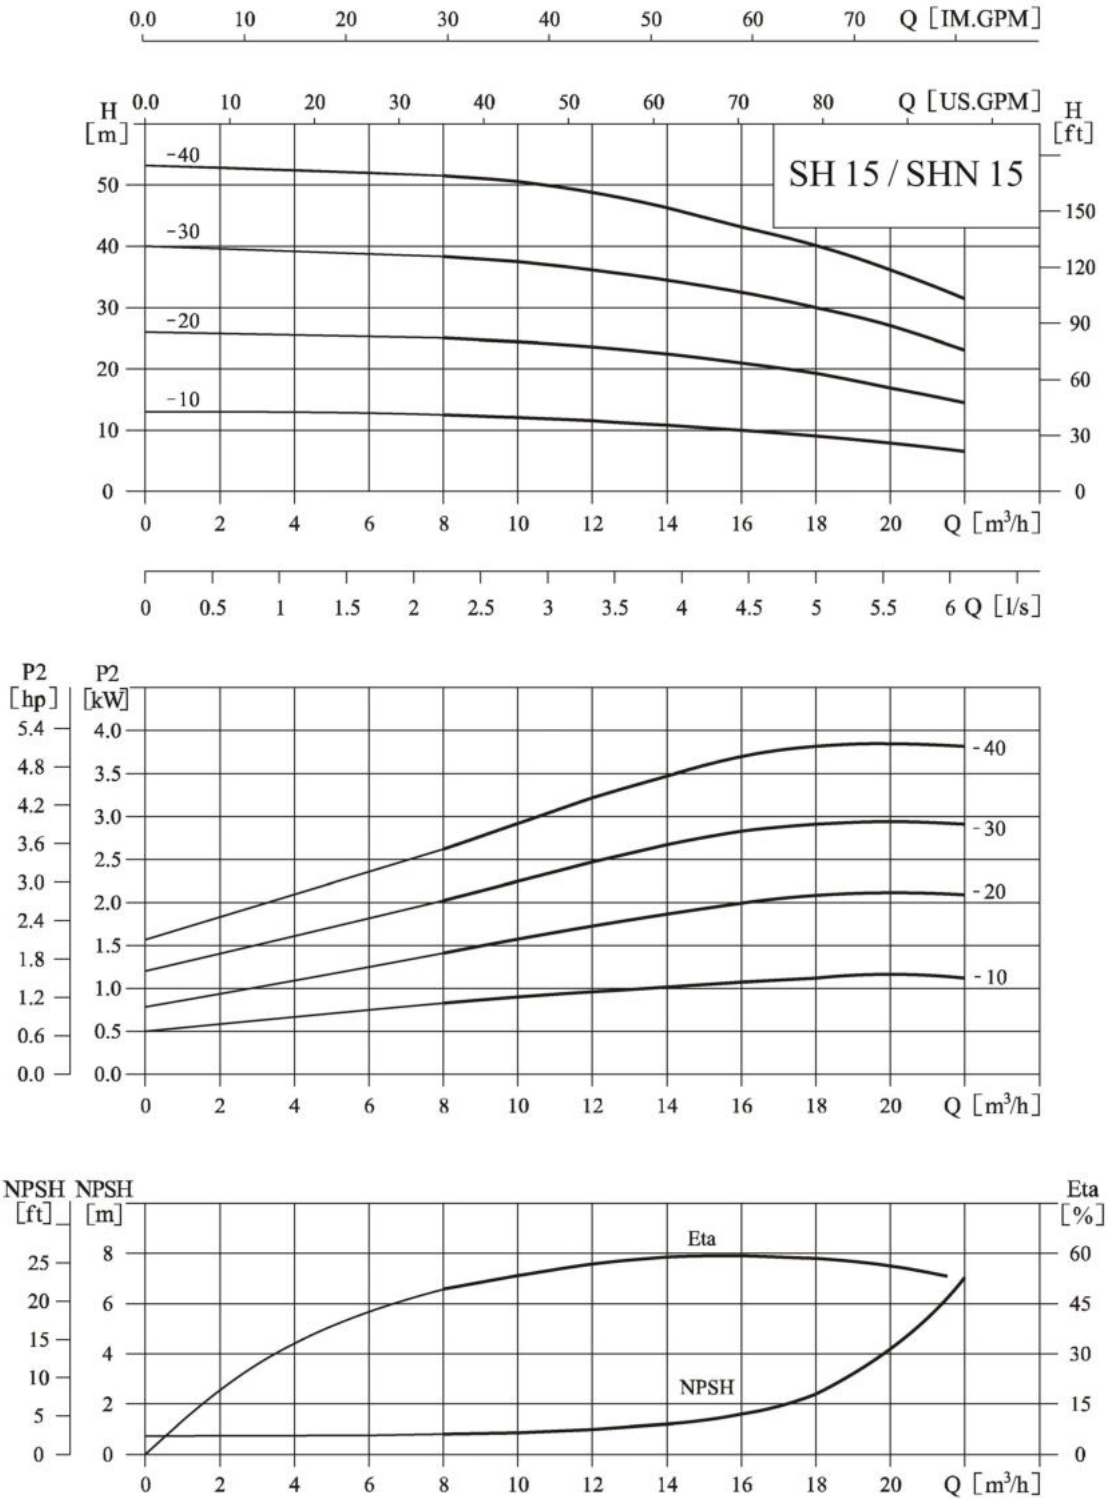 0.0 10 20 30 40 50 60 70 Q [IM.GPM]
0.0 10 20 30 40 50 60 70 80 Q [US.GPM]
H
[m]
H
[ft]
SH 15 / SHN 15
-40
-30
-20
-10
50
40
30
20
10
0
150
120
90
60
30
0
0 2 4 6 8 10 12 14 16 18 20 Q [m³/h]
0 0.5 1 1.5 2 2.5 3 3.5 4 4.5 5 5.5 6 Q [l/s]
P2
[hp]
P2
[kW]
5.4
4.8
4.2
3.6
3.0
2.4
1.8
1.2
0.6
0.0
4.0
3.5
3.0
2.5
2.0
1.5
1.0
0.5
0.0
-40
-30
-20
-10
0 2 4 6 8 10 12 14 16 18 20 Q [m³/h]
NPSH
[ft]
NPSH
[m]
Eta
[%]
25
20
15
10
5
0
8
6
4
2
0
Eta
NPSH
60
45
30
15
0
0 2 4 6 8 10 12 14 16 18 20 Q [m³/h]